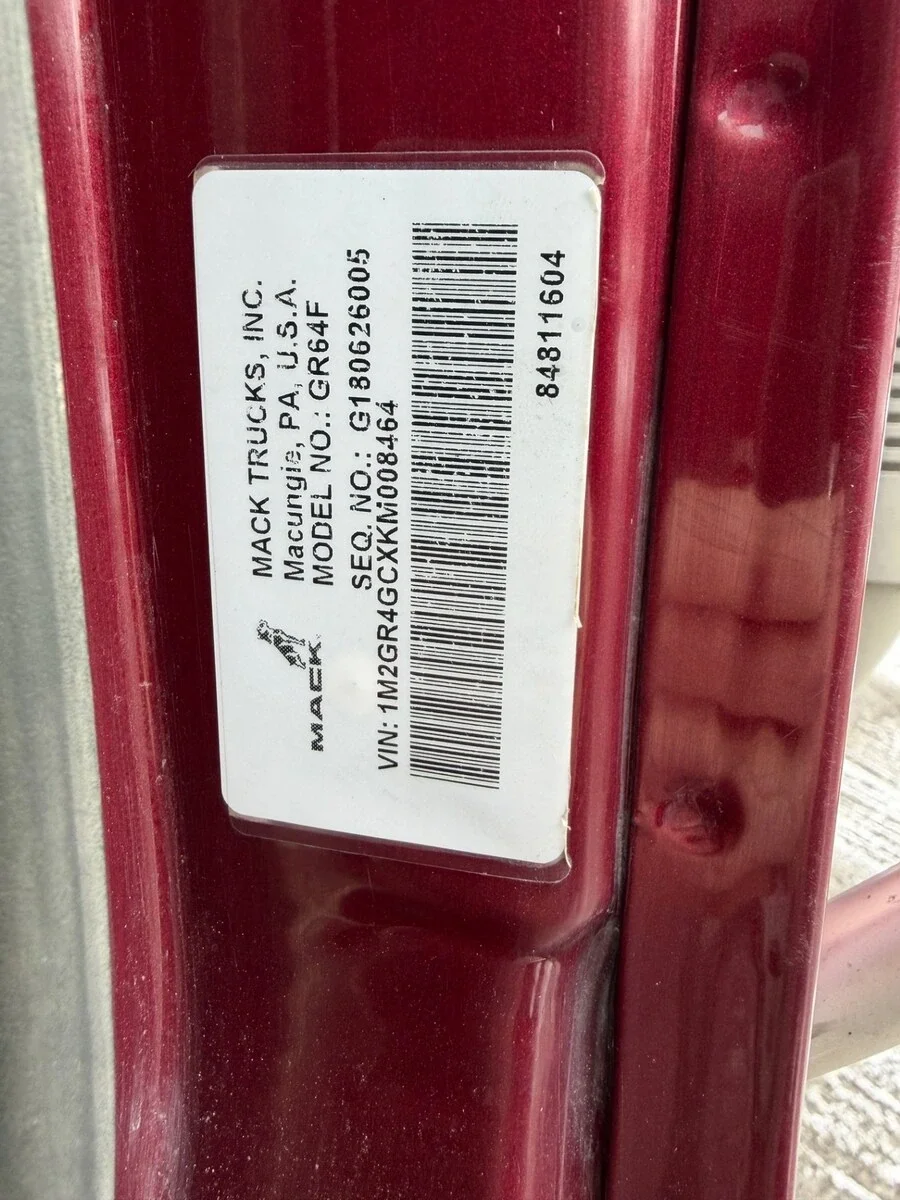 MACK TRUCKS, INC.
Macungie, PA, U.S.A.
MODEL NO.: GR64F
SEQ. NO.: G180626005
MACK
VIN: 1M2GR4GCXKM008464
84811604